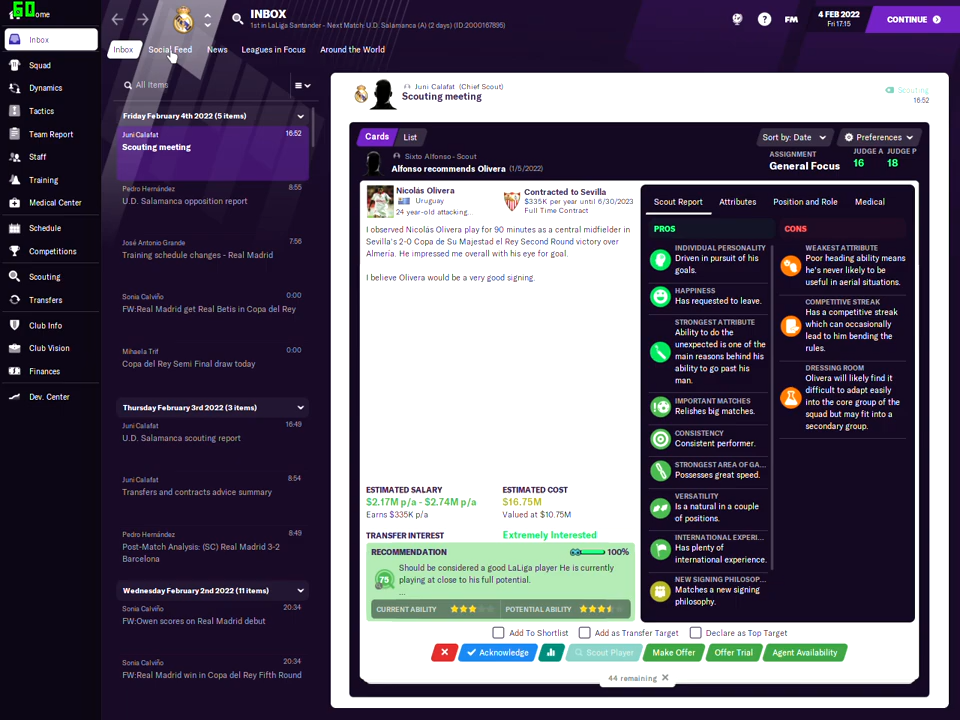 60
ome
INBOX
1st in LaLiga Santander - Next Match: U.D. Salamanca (A) (2 days) (ID:2000167895)
FM
4 FEB 2022
Fri 17:15
CONTINUE
Inbox
Squad
Dynamics
Tactics
Team Report
Staff
Training
Medical Center
Schedule
Competitions
Scouting
Transfers
Club Info
Club Vision
Finances
Dev. Center
Inbox
Social Feed
News
Leagues in Focus
Around the World
All Items
Friday February 4th 2022 (5 items)
Juni Calafat
16:52
Scouting meeting
Pedro Hernández
8:55
U.D. Salamanca opposition report
José Antonio Grande
7:56
Training schedule changes - Real Madrid
Sonia Calviño
0:00
FW:Real Madrid get Real Betis in Copa del Rey
Mihaela Trif
0:00
Copa del Rey Semi Final draw today
Thursday February 3rd 2022 (3 items)
Juni Calafat
16:49
U.D. Salamanca scouting report
Juni Calafat
8:54
Transfers and contracts advice summary
Pedro Hernández
8:49
Post-Match Analysis: (SC) Real Madrid 3-2
Barcelona
Wednesday February 2nd 2022 (11 items)
Sonia Calviño
20:34
FW:Owen scores on Real Madrid debut
Sonia Calviño
20:34
FW:Real Madrid win in Copa del Rey Fifth Round
Juni Calafat (Chief Scout)
Scouting meeting
Scouting
16:52
Cards
List
Sort by: Date
Preferences
Sixto Alfonso - Scout
Alfonso recommends Olivera (1/5/2022)
ASSIGNMENT
General Focus
JUDGE A
16
JUDGE P
18
Nicolás Olivera
Uruguay
24 year-old attacking...
Contracted to Sevilla
$335K per year until 6/30/2023
Full Time Contract
I observed Nicolás Olivera play for 90 minutes as a central midfielder in
Sevilla's 2-0 Copa de Su Majestad el Rey Second Round victory over
Almería. He impressed me overall with his eye for goal.
I believe Olivera would be a very good signing.
ESTIMATED SALARY
$2.17M p/a - $2.74M p/a
Earns $335K p/a
ESTIMATED COST
$16.75M
Valued at $10.75M
TRANSFER INTEREST
Extremely Interested
RECOMMENDATION
100%
75
Should be considered a good LaLiga player He is currently
playing at close to his full potential.
...
CURRENT ABILITY
POTENTIAL ABILITY
Scout Report
Attributes
Position and Role
Medical
PROS
INDIVIDUAL PERSONALITY
Driven in pursuit of his
goals.
HAPPINESS
Has requested to leave.
STRONGEST ATTRIBUTE
Ability to do the
unexpected is one of the
main reasons behind his
ability to go past his
man.
IMPORTANT MATCHES
Relishes big matches.
CONSISTENCY
Consistent performer.
STRONGEST AREA OF GA...
Possesses great speed.
VERSATILITY
Is a natural in a couple
of positions.
INTERNATIONAL EXPERI...
Has plenty of
international experience.
NEW SIGNING PHILOSOP...
Matches a new signing
philosophy.
CONS
WEAKEST ATTRIBUTE
Poor heading ability means
he's never likely to be
useful in aerial situations.
COMPETITIVE STREAK
Has a competitive streak
which can occasionally
lead to him bending the
rules.
DRESSING ROOM
Olivera will likely find it
difficult to adapt easily
into the core group of the
squad but may fit into a
secondary group.
Add To Shortlist
Add as Transfer Target
Declare as Top Target
Acknowledge
Scout Player
Make Offer
Offer Trial
Agent Availability
44 remaining